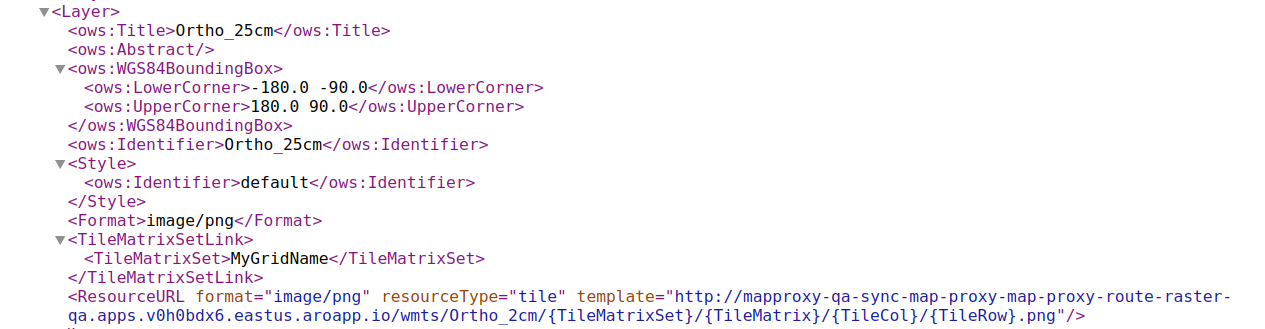 <Layer>
<ows:Title>Ortho_25cm</ows:Title>
<ows:Abstract/>
<ows:WGS84BoundingBox>
<ows:LowerCorner>-180.0 -90.0</ows:LowerCorner>
<ows:UpperCorner>180.0 90.0</ows:UpperCorner>
</ows:WGS84BoundingBox>
<ows:Identifier>Ortho_25cm</ows:Identifier>
<Style>
<ows:Identifier>default</ows:Identifier>
</Style>
<Format>image/png</Format>
<TileMatrixSetLink>
<TileMatrixSet>MyGridName</TileMatrixSet>
</TileMatrixSetLink>
<ResourceURL format="image/png" resourceType="tile" template="http://mapproxy-qa-sync-map-proxy-map-proxy-route-raster-
qa.apps.v0h0bdx6.eastus.aroapp.io/wmts/Ortho_2cm/{TileMatrixSet}/{TileMatrix}/{TileCol}/{TileRow}.png"/>